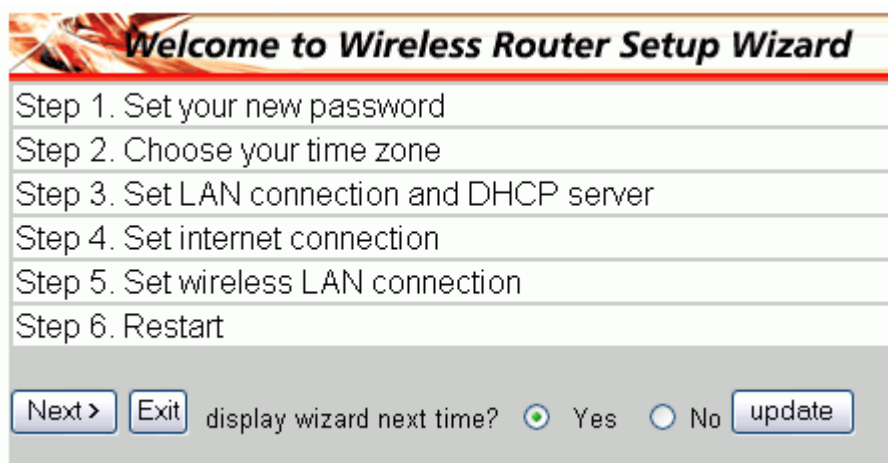 Welcome to Wireless Router Setup Wizard
Step 1. Set your new password
Step 2. Choose your time zone
Step 3. Set LAN connection and DHCP server
Step 4. Set internet connection
Step 5. Set wireless LAN connection
Step 6. Restart
Next > Exit display wizard next time? Yes No update